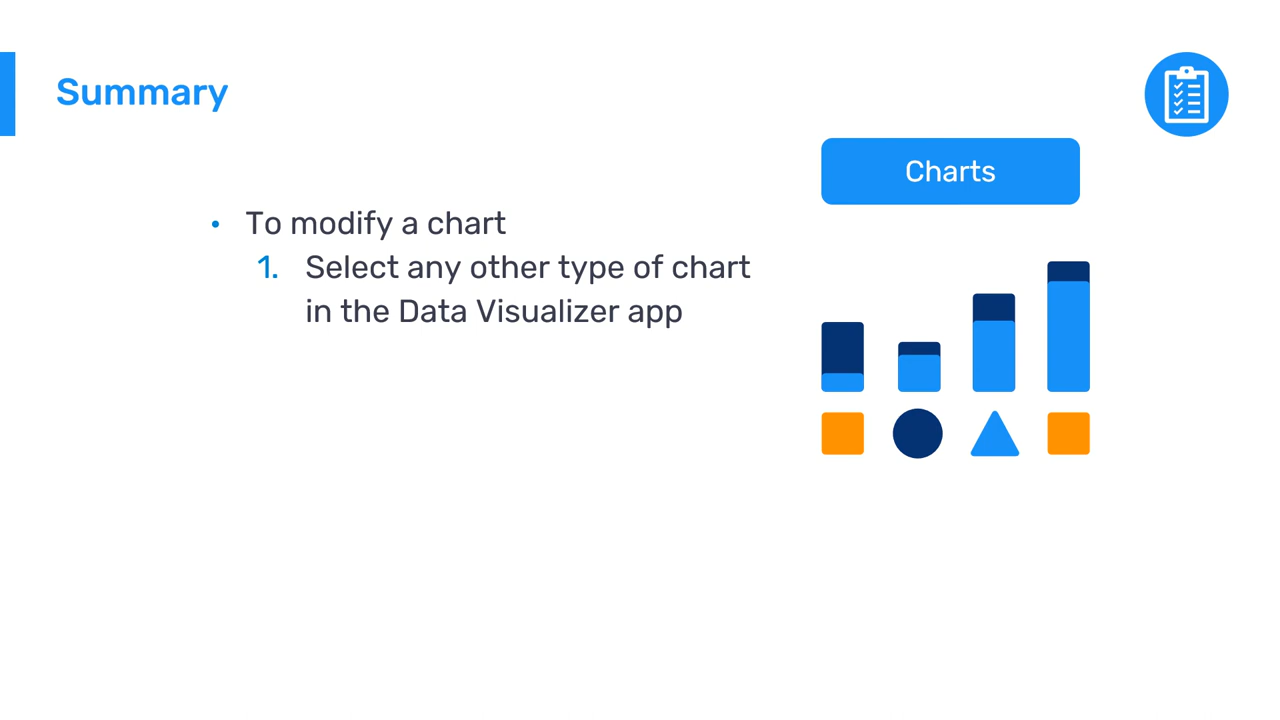 Summary
Charts
• To modify a chart
1. Select any other type of chart
in the Data Visualizer app